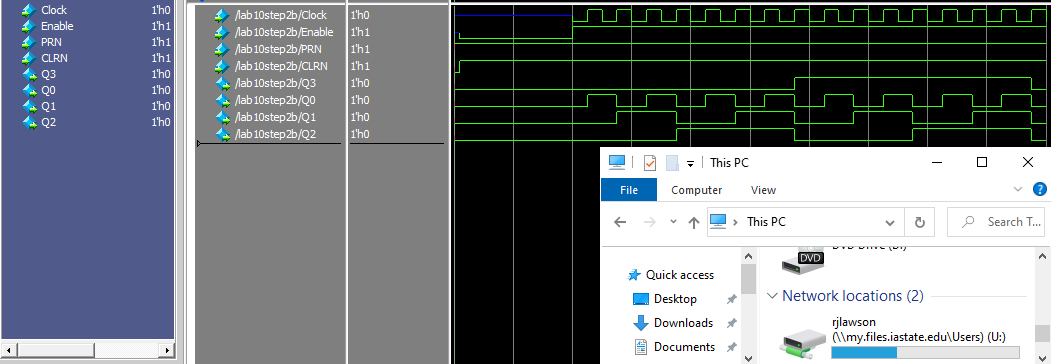 Clock 1'h0
Enable 1'h1
PRN 1'h1
CLRN 1'h1
Q3 1'h0
Q0 1'h0
Q1 1'h0
Q2 1'h0
/lab10step2b/Clock 1'h0
/lab10step2b/Enable 1'h1
/lab10step2b/PRN 1'h1
/lab10step2b/CLRN 1'h1
/lab10step2b/Q3 1'h0
/lab10step2b/Q0 1'h0
/lab10step2b/Q1 1'h0
/lab10step2b/Q2 1'h0
This PC
File Computer View
This PC
Search T...
Quick access
Desktop
Downloads
Documents
DVD Drive (D:)
DVD
Network locations (2)
rjlawson
(\\my.files.iastate.edu\Users) (U:)